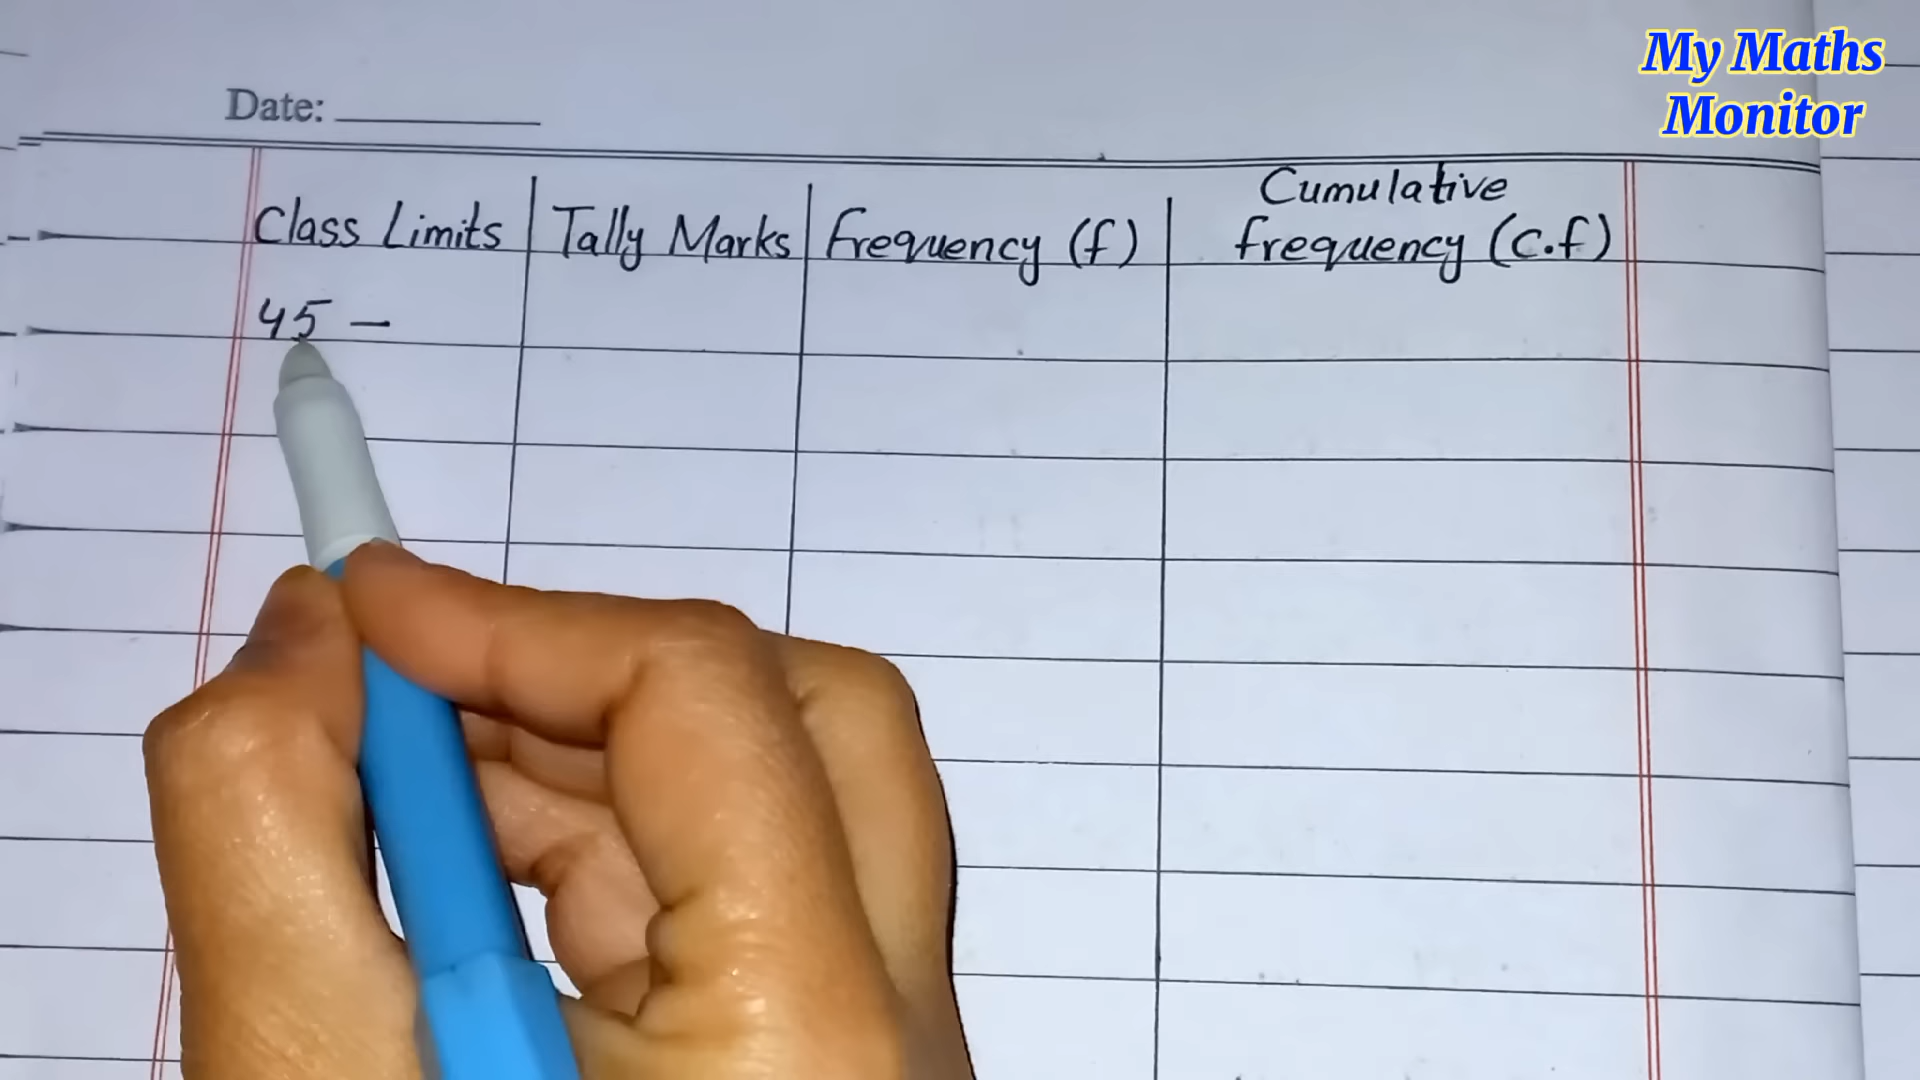 My Maths
Monitor
Date:
Class Limits Tally Marks Frequency (f) Cumulative frequency (c.f)
45 –